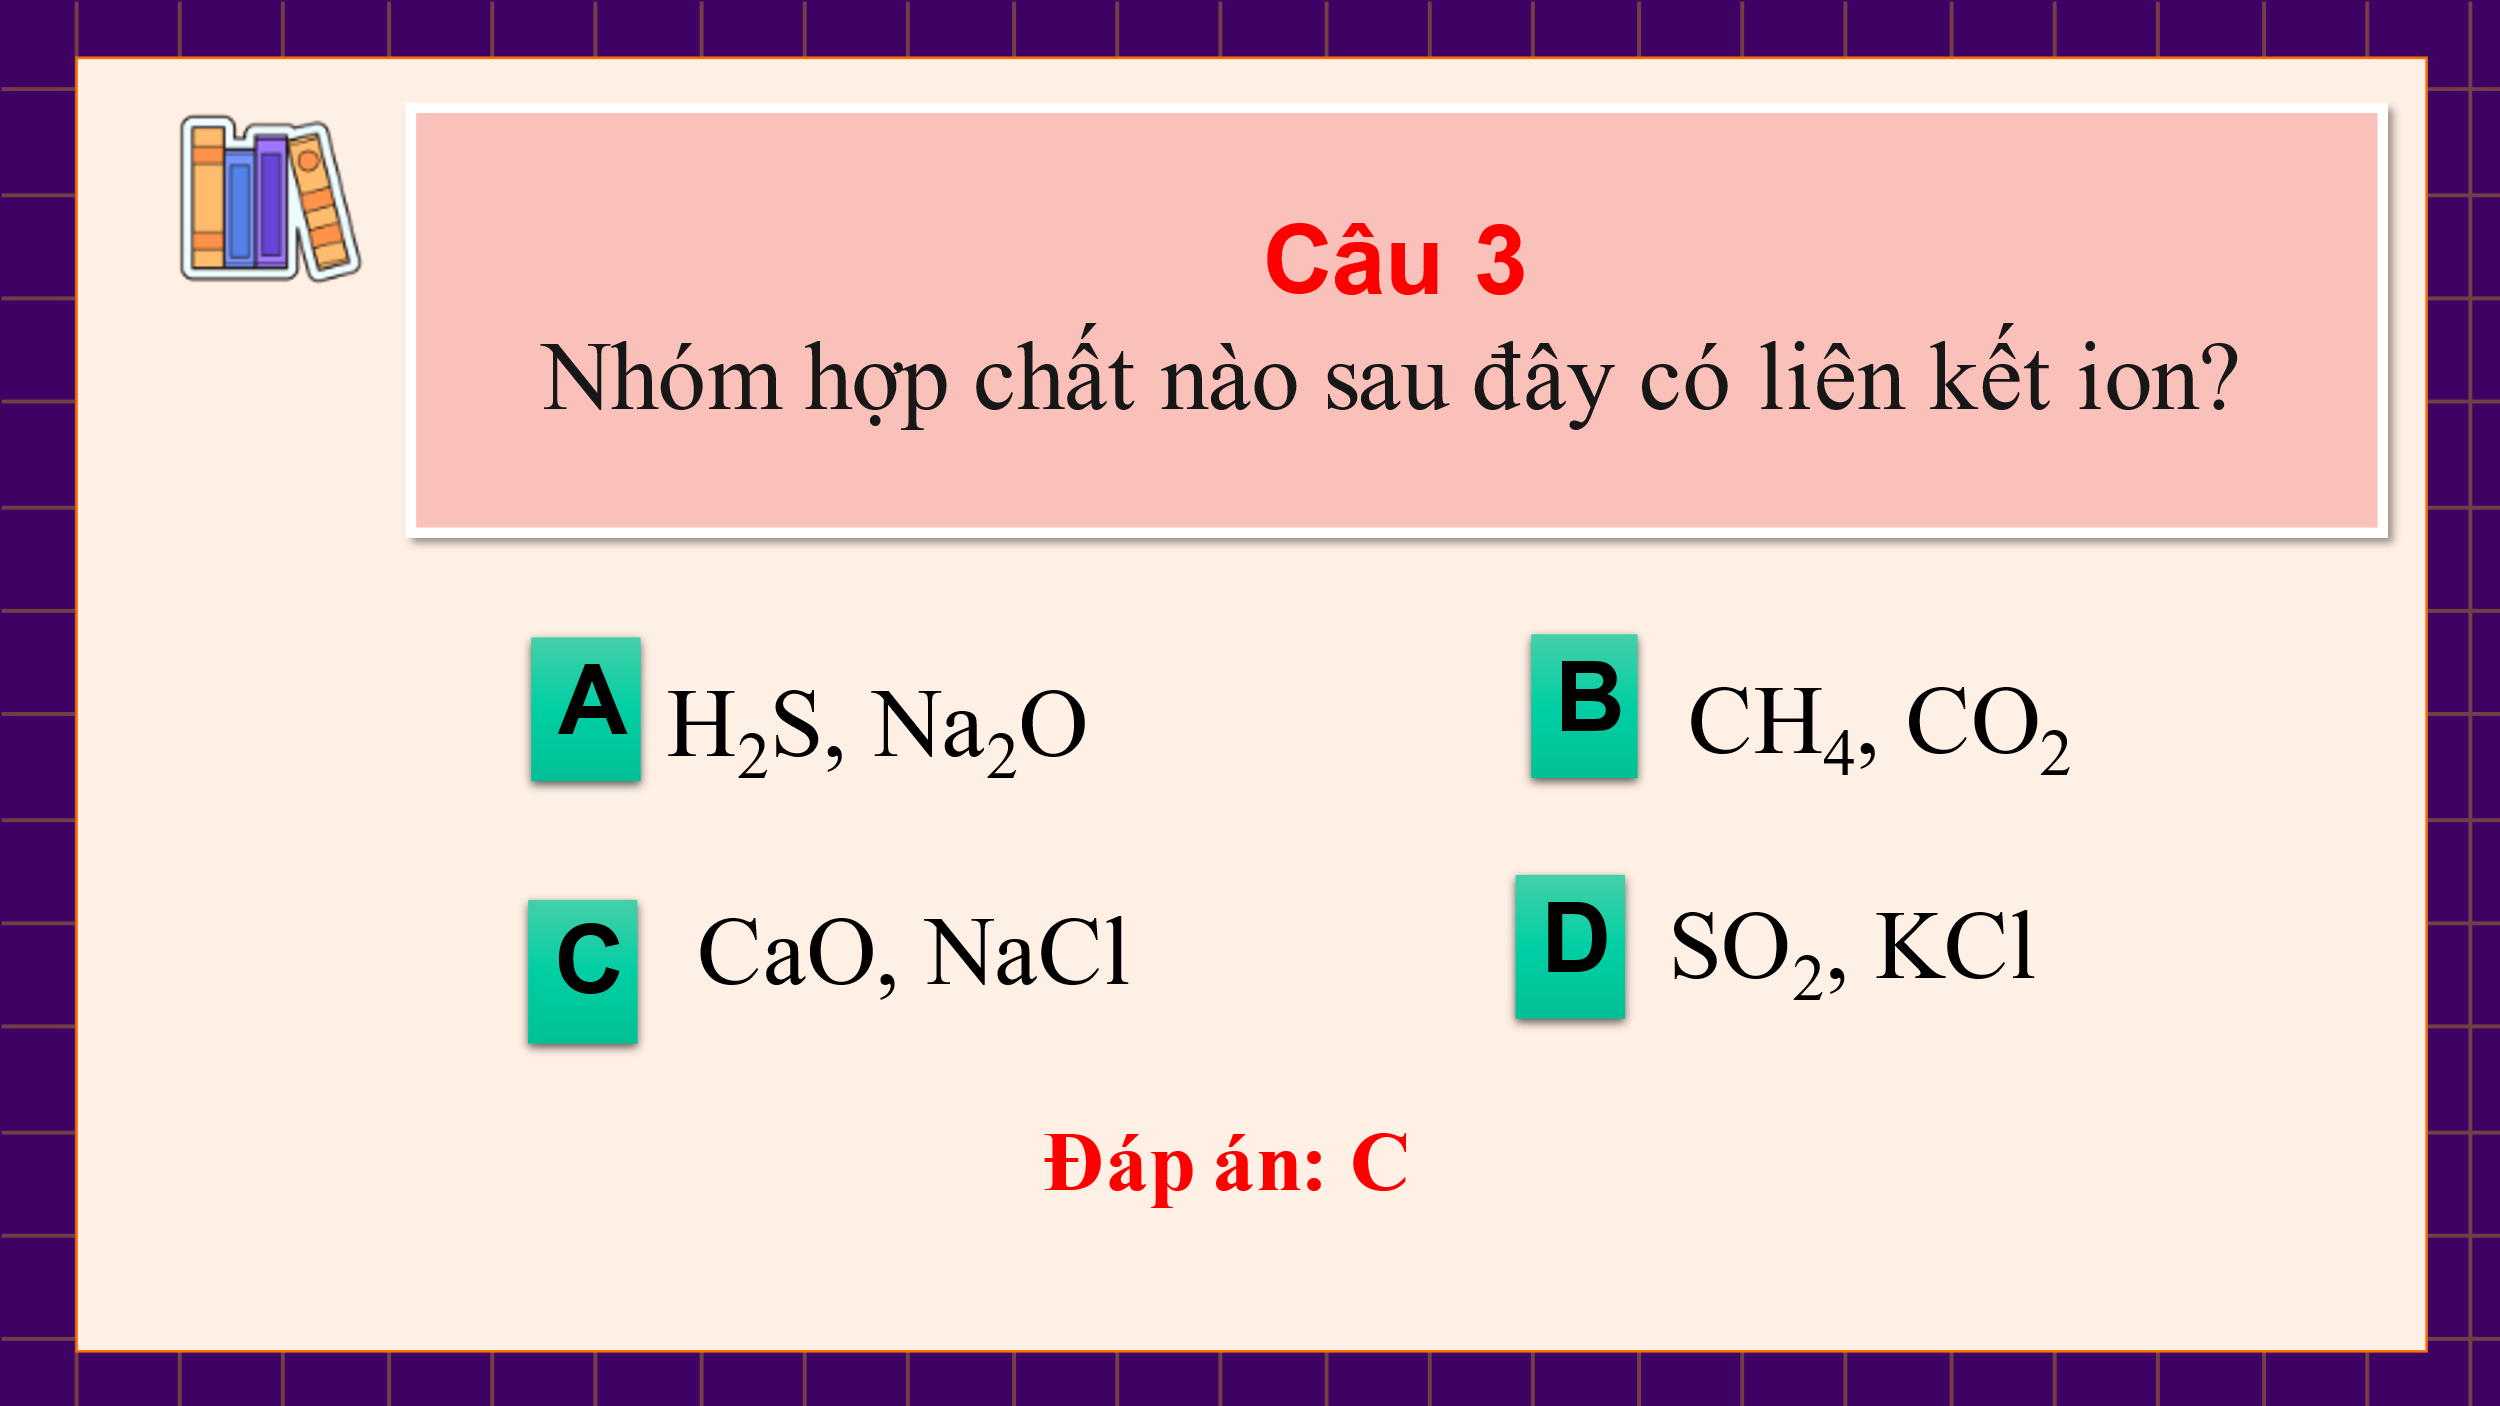 Câu 3
Nhóm hợp chất nào sau đây có liên kết ion?
A H₂S, Na₂O
B CH₄, CO₂
C CaO, NaCl
D SO₂, KCl
Đáp án: C